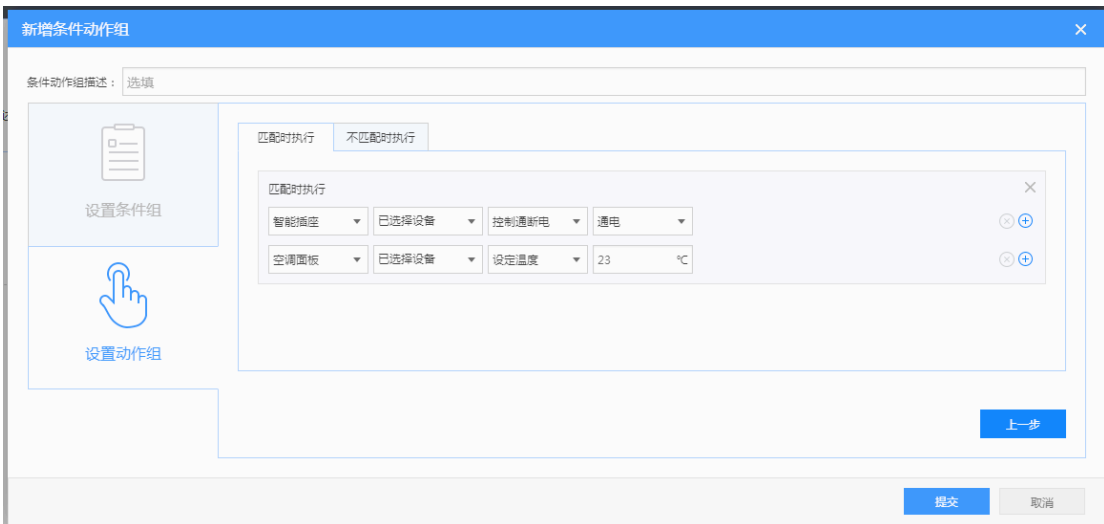 新增条件动作组
条件动作组描述： 选填
匹配时执行 不匹配时执行
设置条件组
匹配时执行
智能插座 已选择设备 控制通断电 通电
空调面板 已选择设备 设定温度 23 ℃
设置动作组
上一步
提交 取消